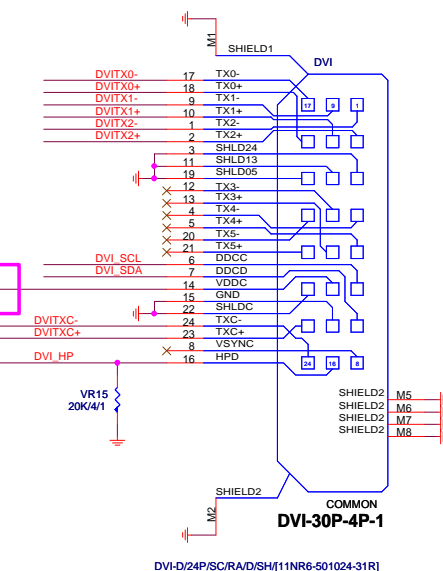 M1
SHIELD1
DVI
DVITX0- 17 TX0-
DVITX0+ 18 TX0+
DVITX1- 9 TX1-
DVITX1+ 10 TX1+
DVITX2- 1 TX2-
DVITX2+ 2 TX2+
3 SHLD24
11 SHLD13
19 SHLD05
12 TX3-
13 TX3+
4 TX4-
5 TX4+
20 TX5-
21 TX5+
DVI_SCL 6 DDCC
DVI_SDA 7 DDCD
14 VDDC
15 GND
22 SHLDC
DVITXC- 24 TXC-
DVITXC+ 23 TXC+
8 VSYNC
DVI_HP 16 HPD
17 9 1
24 16 8
VR15
20K/4/1
SHIELD2 M5
SHIELD2 M6
SHIELD2 M7
SHIELD2 M8
SHIELD2
M2
COMMON
DVI-30P-4P-1
DVI-D/24P/SC/RA/D/SH/[11NR6-501024-31R]